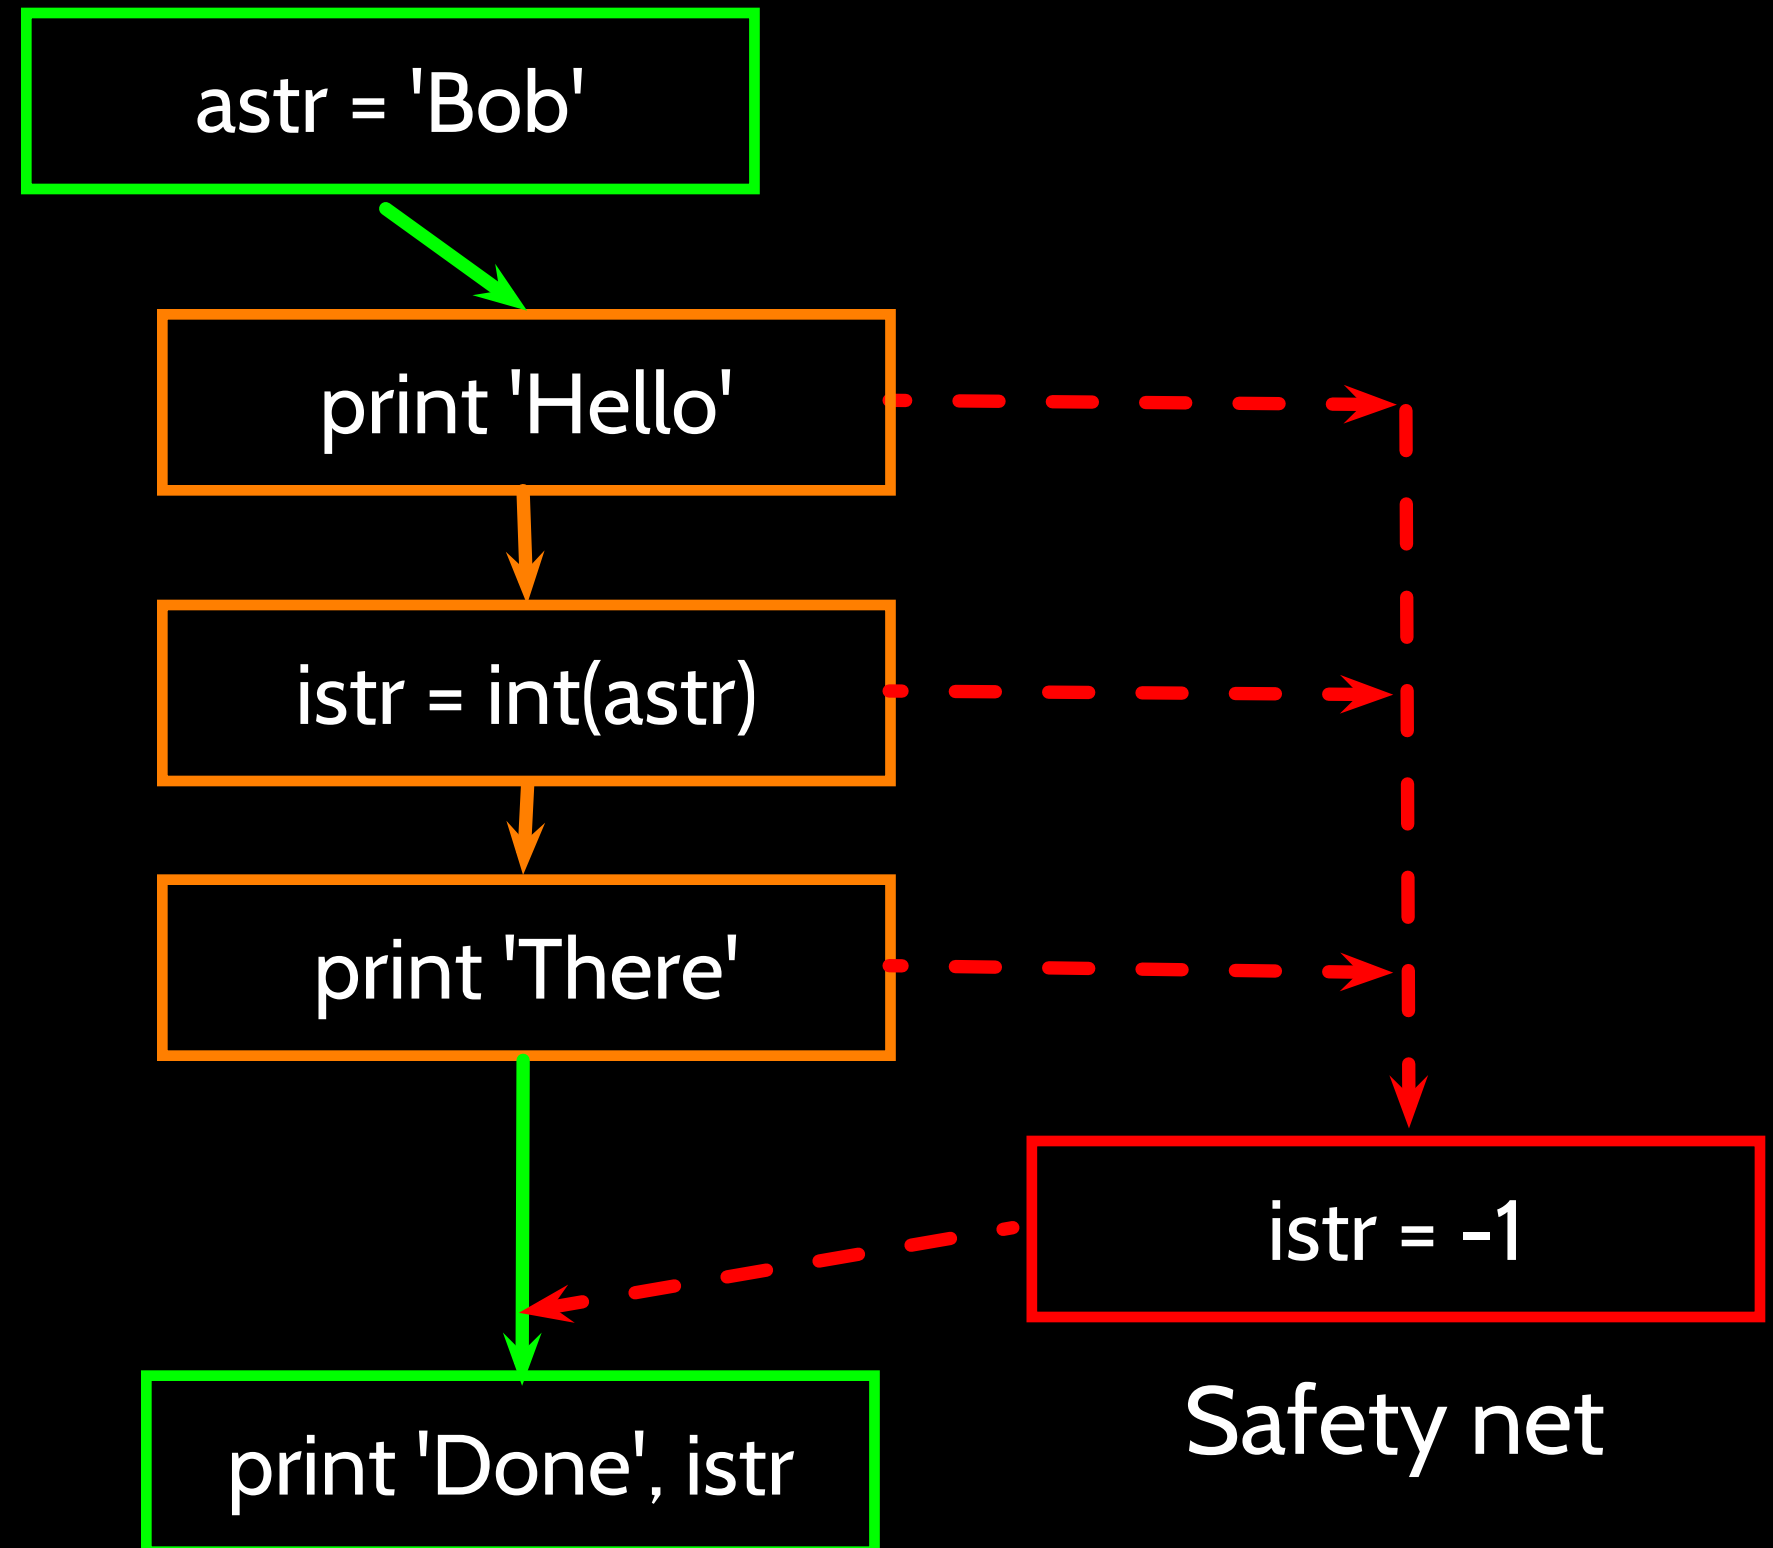 astr = 'Bob'
print 'Hello'
istr = int(astr)
print 'There'
istr = -1
Safety net
print 'Done', istr